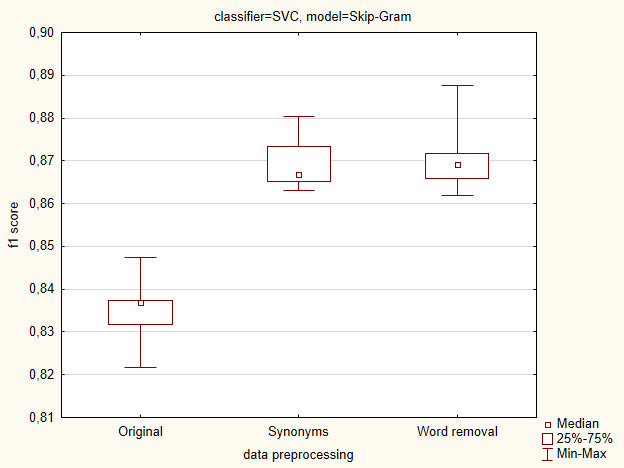 classifier=SVC, model=Skip-Gram
0,90
0,89
0,88
0,87
0,86
0,85
0,84
0,83
0,82
0,81
f1 score
Original Synonyms Word removal
data preprocessing
Median
25%-75%
Min-Max